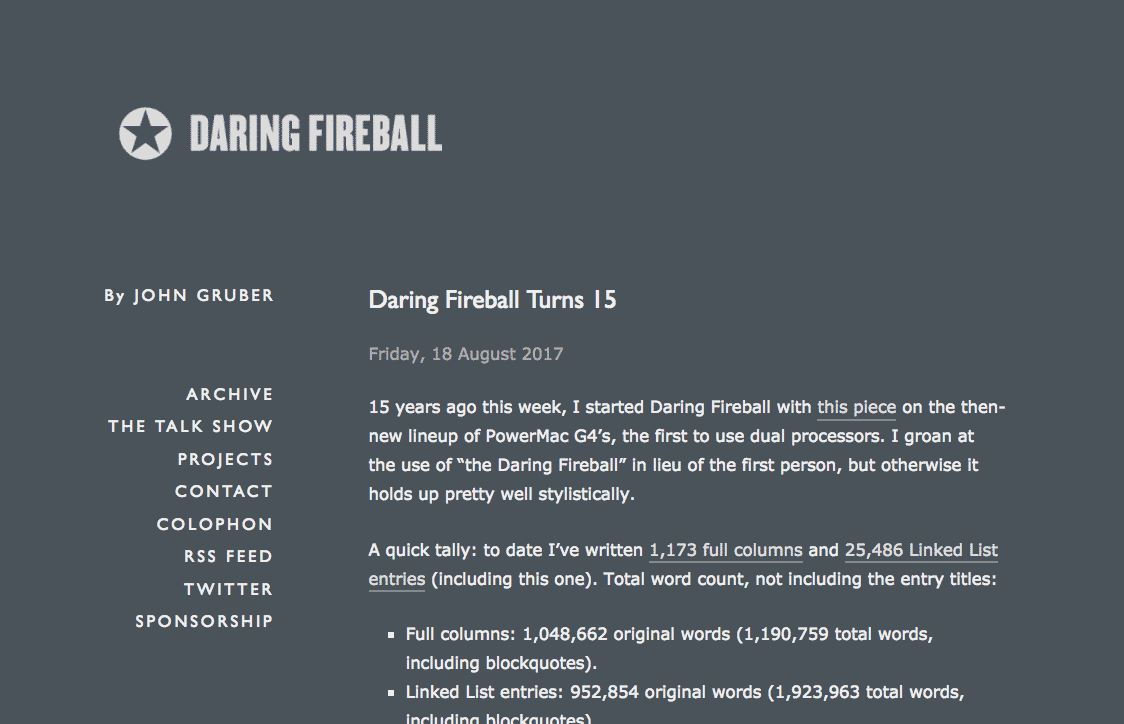 DARING FIREBALL
By JOHN GRUBER
ARCHIVE
THE TALK SHOW
PROJECTS
CONTACT
COLOPHON
RSS FEED
TWITTER
SPONSORSHIP
Daring Fireball Turns 15
Friday, 18 August 2017
15 years ago this week, I started Daring Fireball with this piece on the then-
new lineup of PowerMac G4’s, the first to use dual processors. I groan at
the use of “the Daring Fireball” in lieu of the first person, but otherwise it
holds up pretty well stylistically.
A quick tally: to date I’ve written 1,173 full columns and 25,486 Linked List
entries (including this one). Total word count, not including the entry titles:
Full columns: 1,048,662 original words (1,190,759 total words,
including blockquotes).
Linked List entries: 952,854 original words (1,923,963 total words,
including blockquotes)